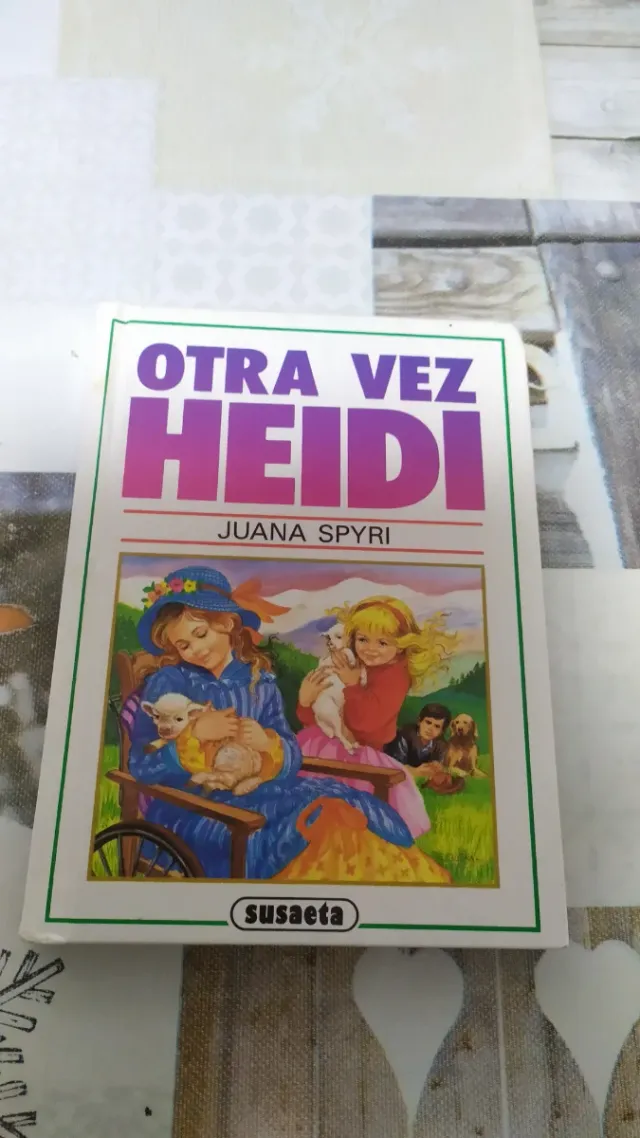 OTRA VEZ
HEIDI
JUANA SPYRI
susaeta